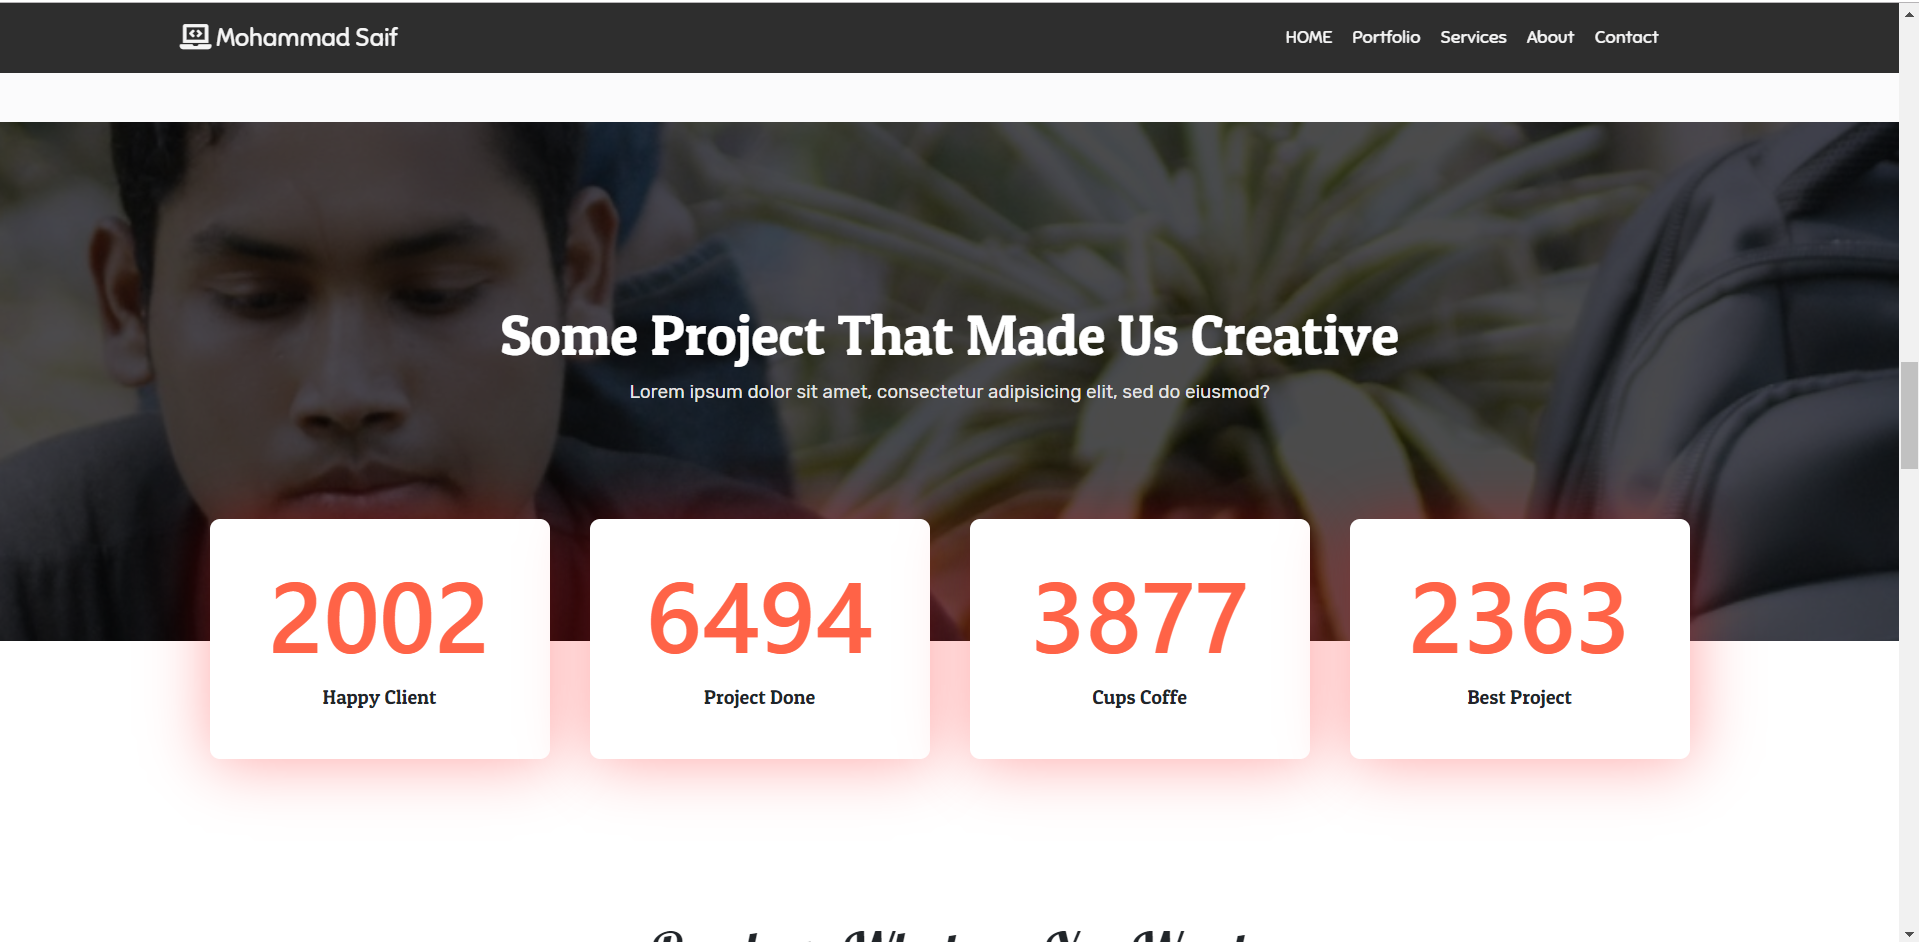 Mohammad Saif
HOME Portfolio Services About Contact
Some Project That Made Us Creative
Lorem ipsum dolor sit amet, consectetur adipisicing elit, sed do eiusmod?
2002
Happy Client
6494
Project Done
3877
Cups Coffe
2363
Best Project